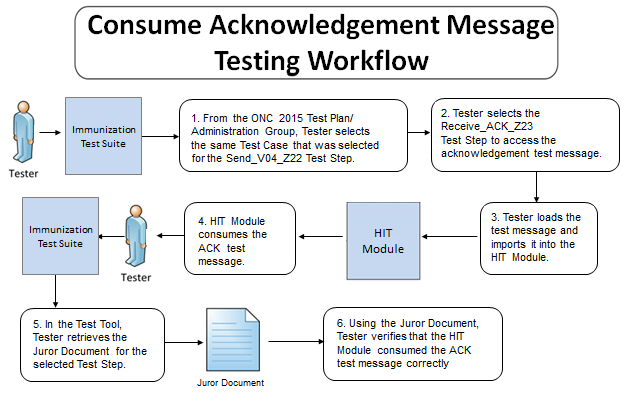 Consume Acknowledgement Message
Testing Workflow
Tester
Immunization
Test Suite
1. From the ONC 2015 Test Plan/
Administration Group, Tester selects
the same Test Case that was selected
for the Send_V04_Z22 Test Step.
2. Tester selects the
Receive_ACK_Z23
Test Step to access the
acknowledgement test message.
3. Tester loads the
test message and
imports it into the
HIT Module.
HIT
Module
4. HIT Module
consumes the
ACK test
message.
Tester
Immunization
Test Suite
5. In the Test Tool,
Tester retrieves the
Juror Document for the
selected Test Step.
Juror Document
6. Using the Juror Document,
Tester verifies that the HIT
Module consumed the ACK
test message correctly